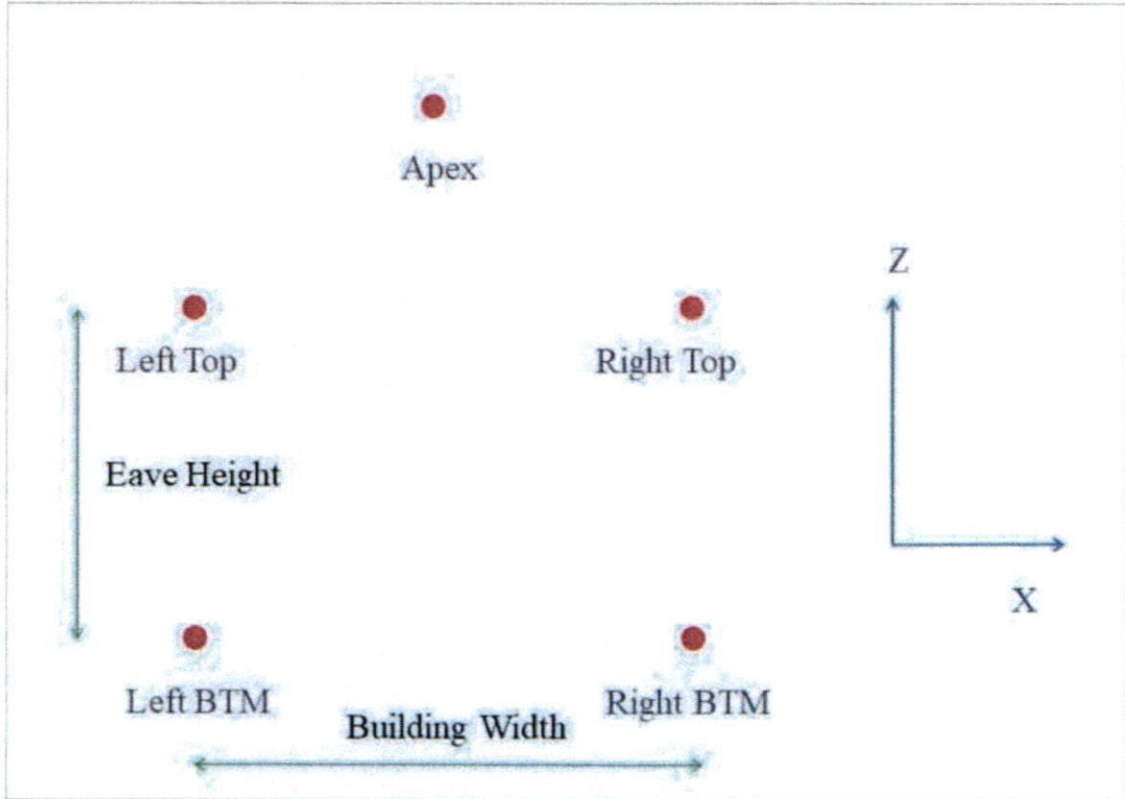 Apex
Z
Left Top
Right Top
Eave Height
X
Left BTM
Right BTM
Building Width